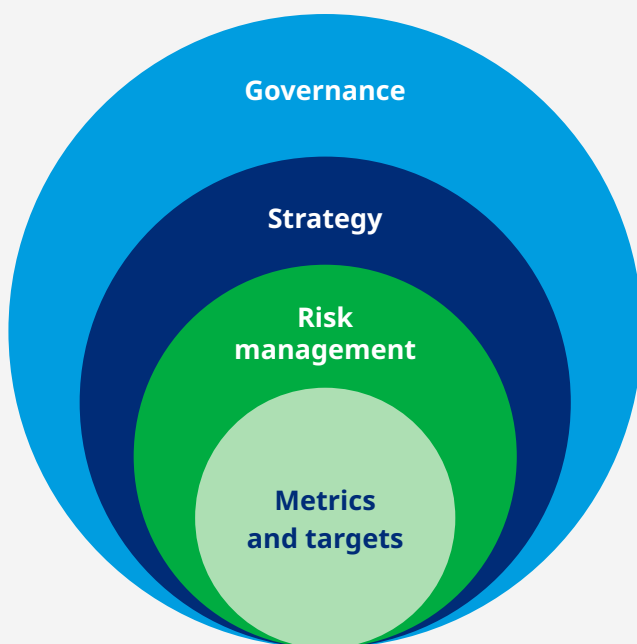 Governance
Strategy
Risk
management
Metrics
and targets